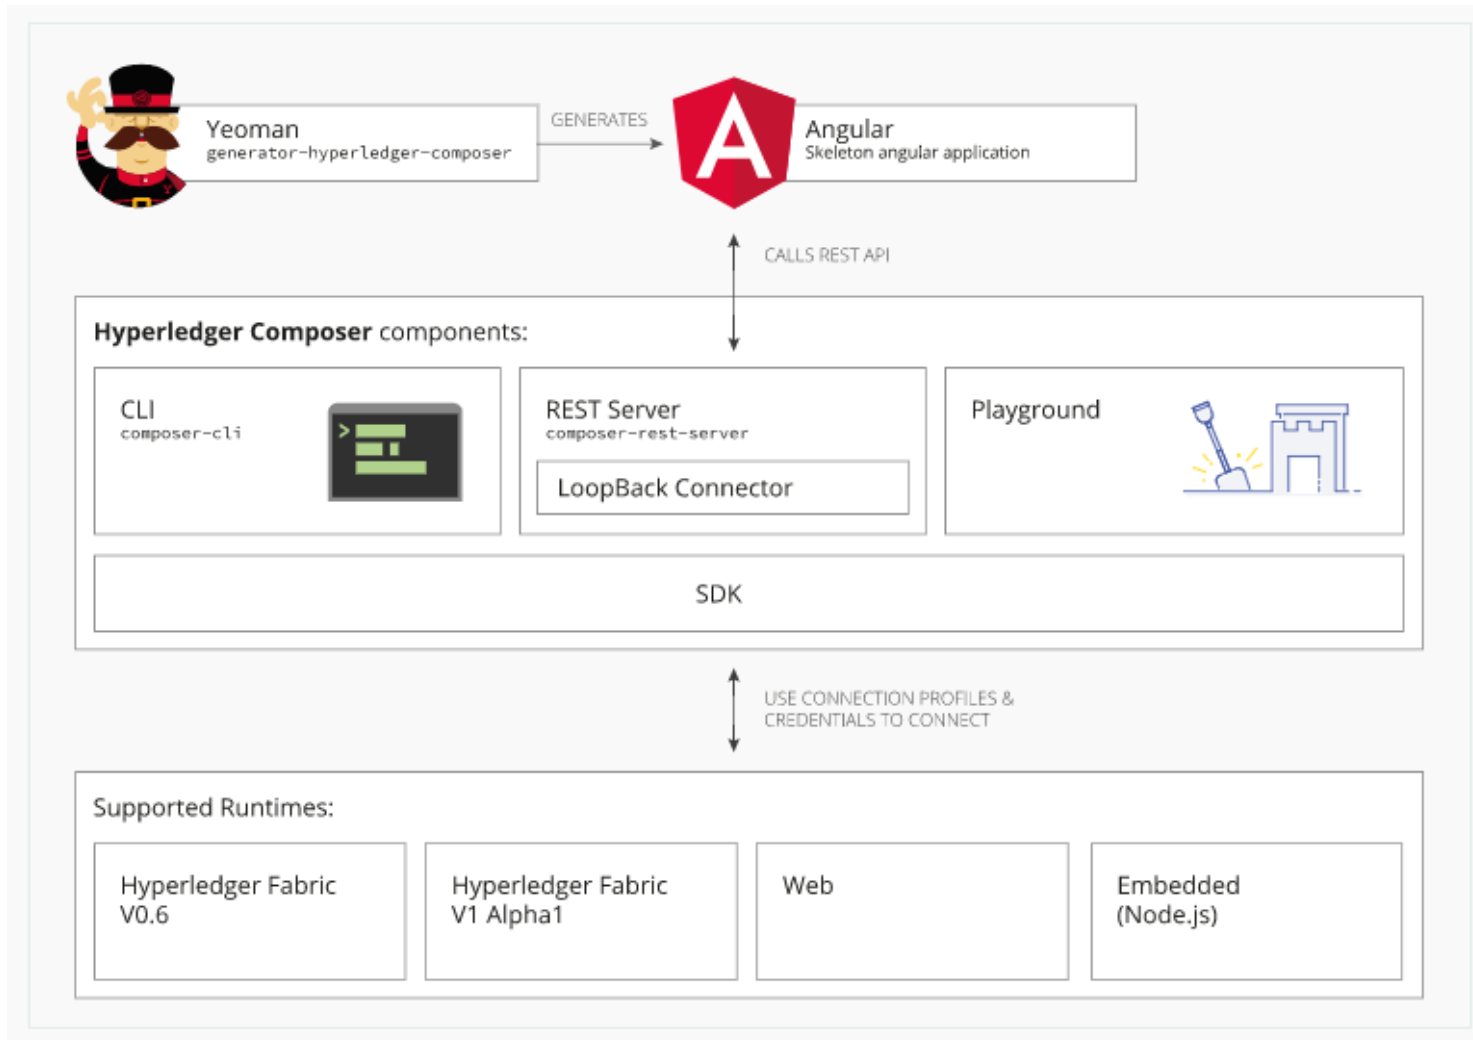 Yeoman
generator-hyperledger-composer
GENERATES
A
Angular
Skeleton angular application
CALLS REST API
Hyperledger Composer components:
CLI
composer-cli
>
REST Server
composer-rest-server
LoopBack Connector
Playground
SDK
USE CONNECTION PROFILES &
CREDENTIALS TO CONNECT
Supported Runtimes:
Hyperledger Fabric
V0.6
Hyperledger Fabric
V1 Alpha1
Web
Embedded
(Node.js)